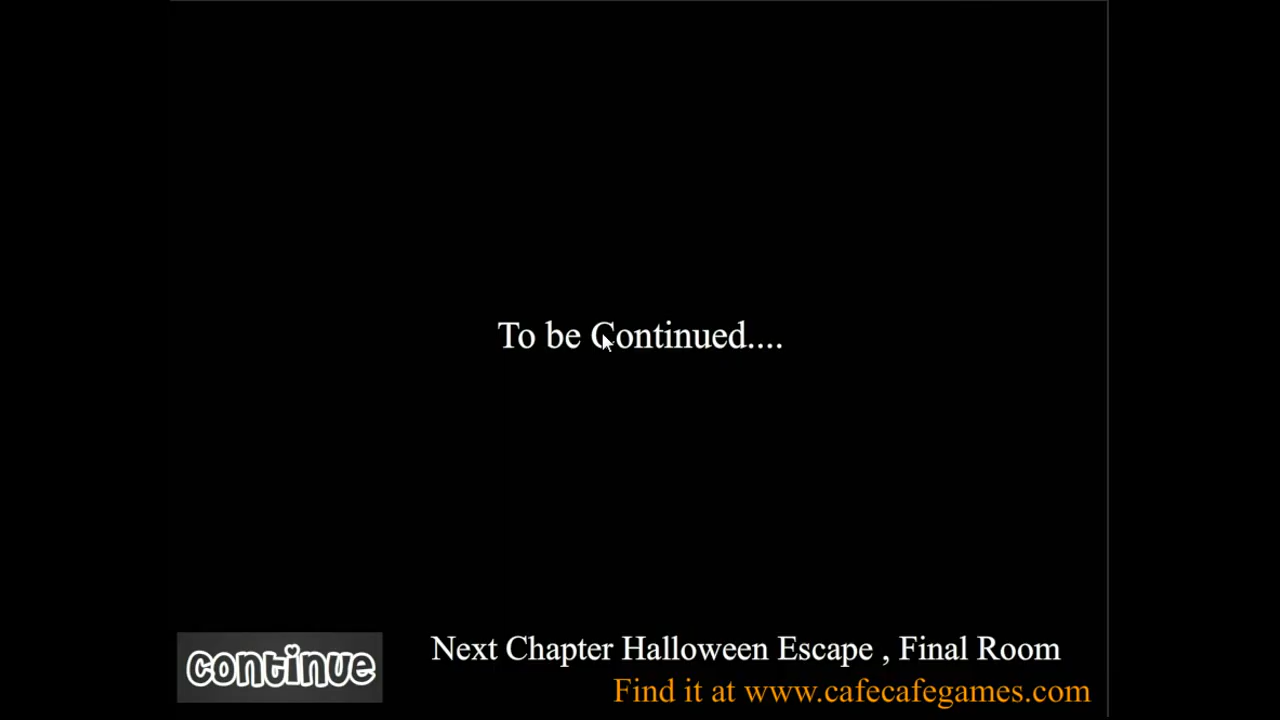 To be Continued....
continue
Next Chapter Halloween Escape , Final Room
Find it at www.cafecafegames.com